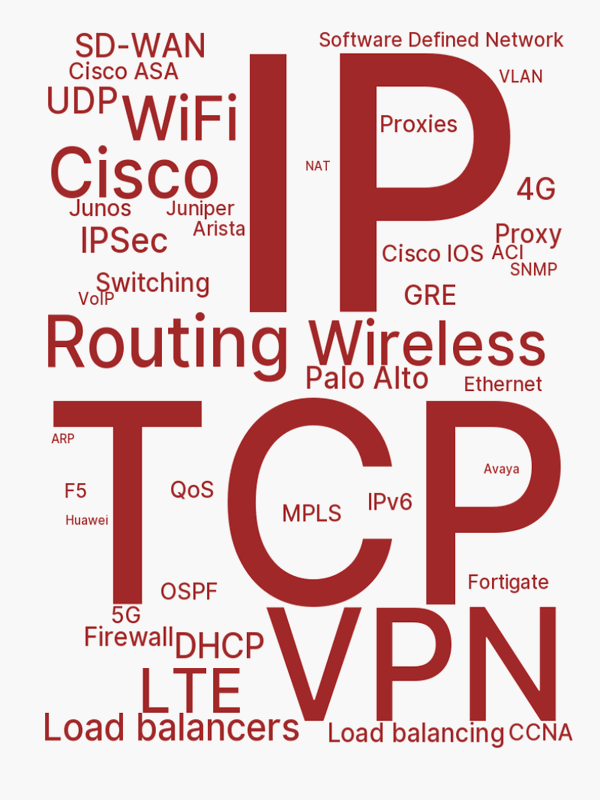 SD-WAN
Software Defined Network
Cisco ASA
VLAN
UDP
WiFi
IP
Proxies
NAT
Cisco
4G
Junos
Juniper
Arista
IPSec
Proxy
Cisco IOS
ACI
SNMP
Switching
VoIP
GRE
Routing
Wireless
Palo Alto
Ethernet
TCP
ARP
Avaya
F5
QoS
IPv6
MPLS
Huawei
OSPF
Fortigate
5G
Firewall
DHCP
VPN
LTE
Load balancers
Load balancing
CCNA